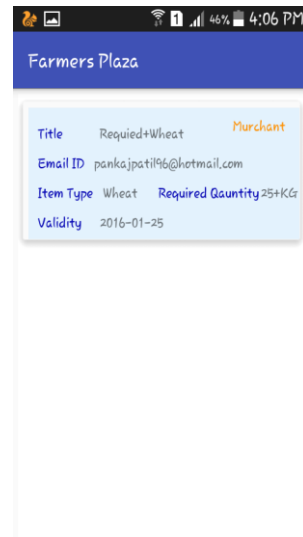 1 46% 4:06 PM
Farmers Plaza
Murchant
Title Requied+Wheat
Email ID pankajpatil96@hotmail.com
Item Type Wheat Required Qauntity 25+KG
Validity 2016-01-25